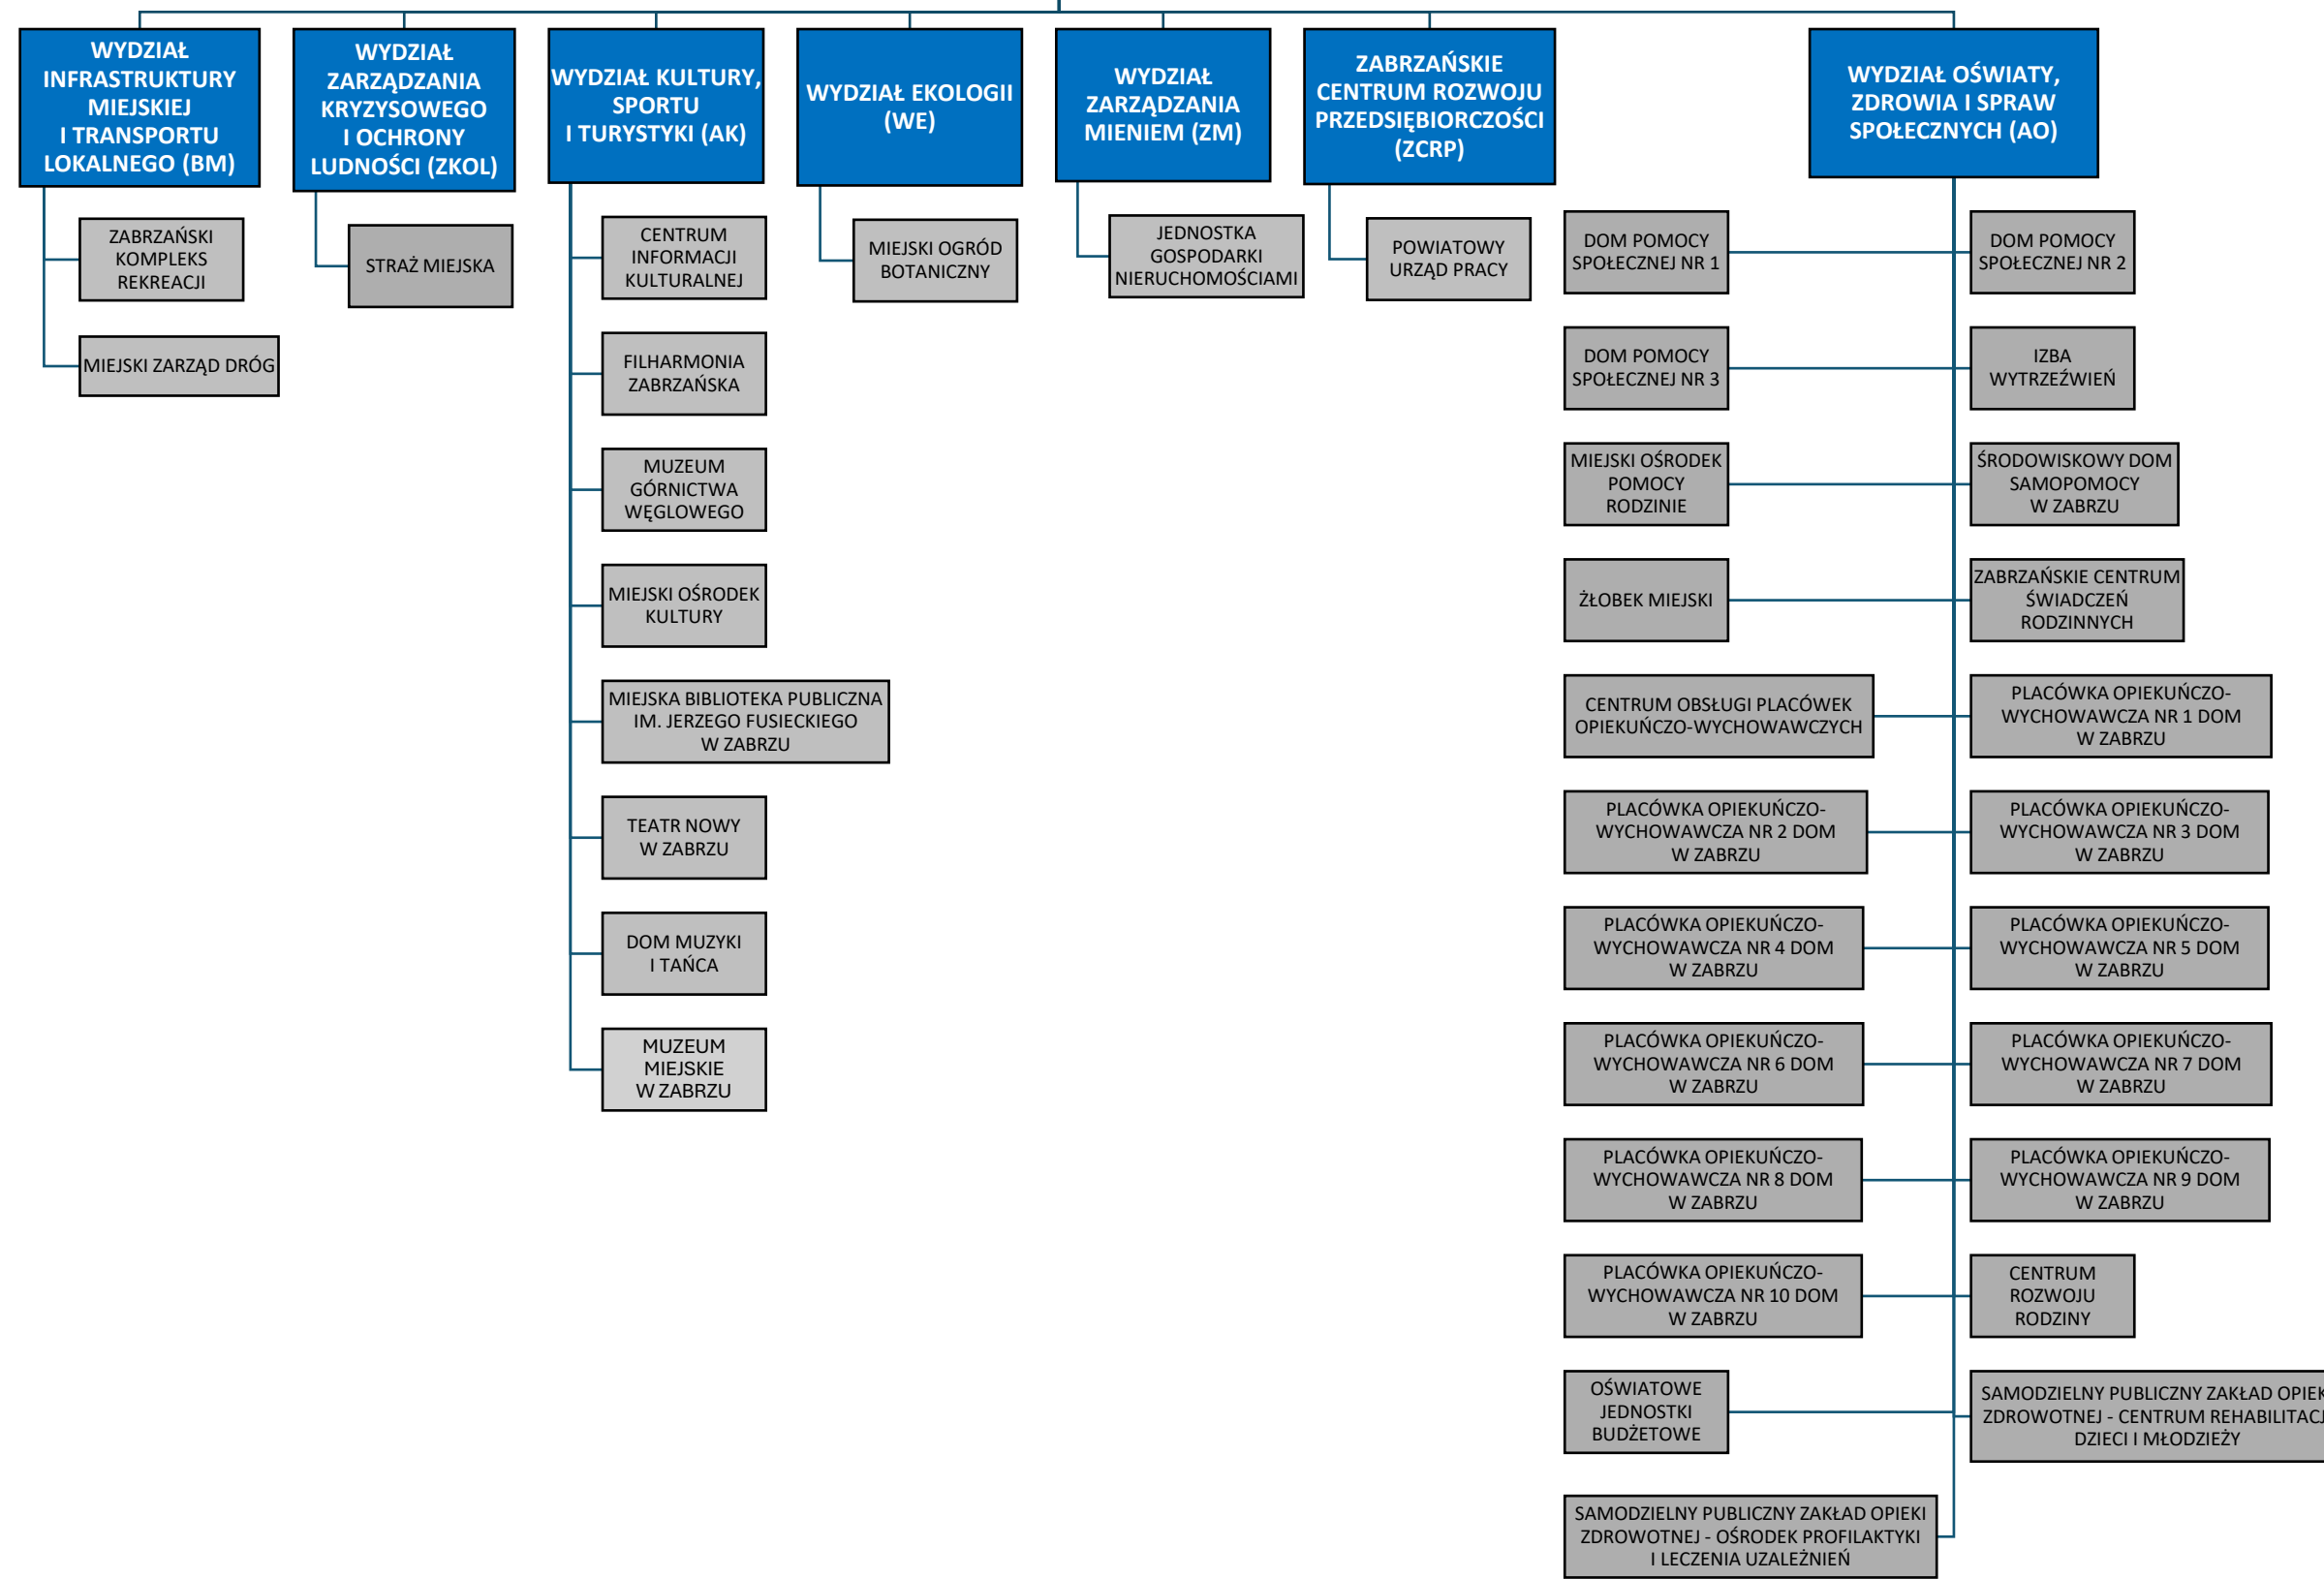 WYDZIAŁ
INFRASTRUKTURY
MIEJSKIEJ
I TRANSPORTU
LOKALNEGO (BM)
WYDZIAŁ
ZARZĄDZANIA
KRYZYSOWEGO
I OCHRONY
LUDNOŚCI (ZKOL)
WYDZIAŁ KULTURY,
SPORTU
I TURYSTYKI (AK)
WYDZIAŁ EKOLOGII
(WE)
WYDZIAŁ
ZARZĄDZANIA
MIENIEM (ZM)
ZABRZAŃSKIE
CENTRUM ROZWOJU
PRZEDSIĘBIORCZOŚCI
(ZCRP)
WYDZIAŁ OŚWIATY,
ZDROWIA I SPRAW
SPOŁECZNYCH (AO)
ZABRZAŃSKI
KOMPLEKS
REKREACJI
MIEJSKI ZARZĄD DRÓG
STRAŻ MIEJSKA
CENTRUM
INFORMACJI
KULTURALNEJ
FILHARMONIA
ZABRZAŃSKA
MUZEUM
GÓRNICTWA
WĘGLOWEGO
MIEJSKI OŚRODEK
KULTURY
MIEJSKA BIBLIOTEKA PUBLICZNA
IM. JERZEGO FUSIECKIEGO
W ZABRZU
TEATR NOWY
W ZABRZU
DOM MUZYKI
I TAŃCA
MUZEUM
MIEJSKIE
W ZABRZU
MIEJSKI OGRÓD
BOTANICZNY
JEDNOSTKA
GOSPODARKI
NIERUCHOMOŚCIAMI
POWIATOWY
URZĄD PRACY
DOM POMOCY
SPOŁECZNEJ NR 1
DOM POMOCY
SPOŁECZNEJ NR 2
DOM POMOCY
SPOŁECZNEJ NR 3
IZBA
WYTRZEŹWIEŃ
MIEJSKI OŚRODEK
POMOCY
RODZINIE
ŚRODOWISKOWY DOM
SAMOPOMOCY
W ZABRZU
ŻŁOBEK MIEJSKI
ZABRZAŃSKIE CENTRUM
ŚWIADCZEŃ
RODZINNYCH
CENTRUM OBSŁUGI PLACÓWEK
OPIEKUŃCZO-WYCHOWAWCZYCH
PLACÓWKA OPIEKUŃCZO-
WYCHOWAWCZA NR 1 DOM
W ZABRZU
PLACÓWKA OPIEKUŃCZO-
WYCHOWAWCZA NR 2 DOM
W ZABRZU
PLACÓWKA OPIEKUŃCZO-
WYCHOWAWCZA NR 3 DOM
W ZABRZU
PLACÓWKA OPIEKUŃCZO-
WYCHOWAWCZA NR 4 DOM
W ZABRZU
PLACÓWKA OPIEKUŃCZO-
WYCHOWAWCZA NR 5 DOM
W ZABRZU
PLACÓWKA OPIEKUŃCZO-
WYCHOWAWCZA NR 6 DOM
W ZABRZU
PLACÓWKA OPIEKUŃCZO-
WYCHOWAWCZA NR 7 DOM
W ZABRZU
PLACÓWKA OPIEKUŃCZO-
WYCHOWAWCZA NR 8 DOM
W ZABRZU
PLACÓWKA OPIEKUŃCZO-
WYCHOWAWCZA NR 9 DOM
W ZABRZU
PLACÓWKA OPIEKUŃCZO-
WYCHOWAWCZA NR 10 DOM
W ZABRZU
CENTRUM
ROZWOJU
RODZINY
OŚWIATOWE
JEDNOSTKI
BUDŻETOWE
SAMODZIELNY PUBLICZNY ZAKŁAD
ZDROWOTNEJ - CENTRUM
DZIECI I MŁODZIEŻY
SAMODZIELNY PUBLICZNY ZAKŁAD OPIEKI
ZDROWOTNEJ - OŚRODEK PROFILAKTYKI
I LECZENIA UZALEŻNIEŃ